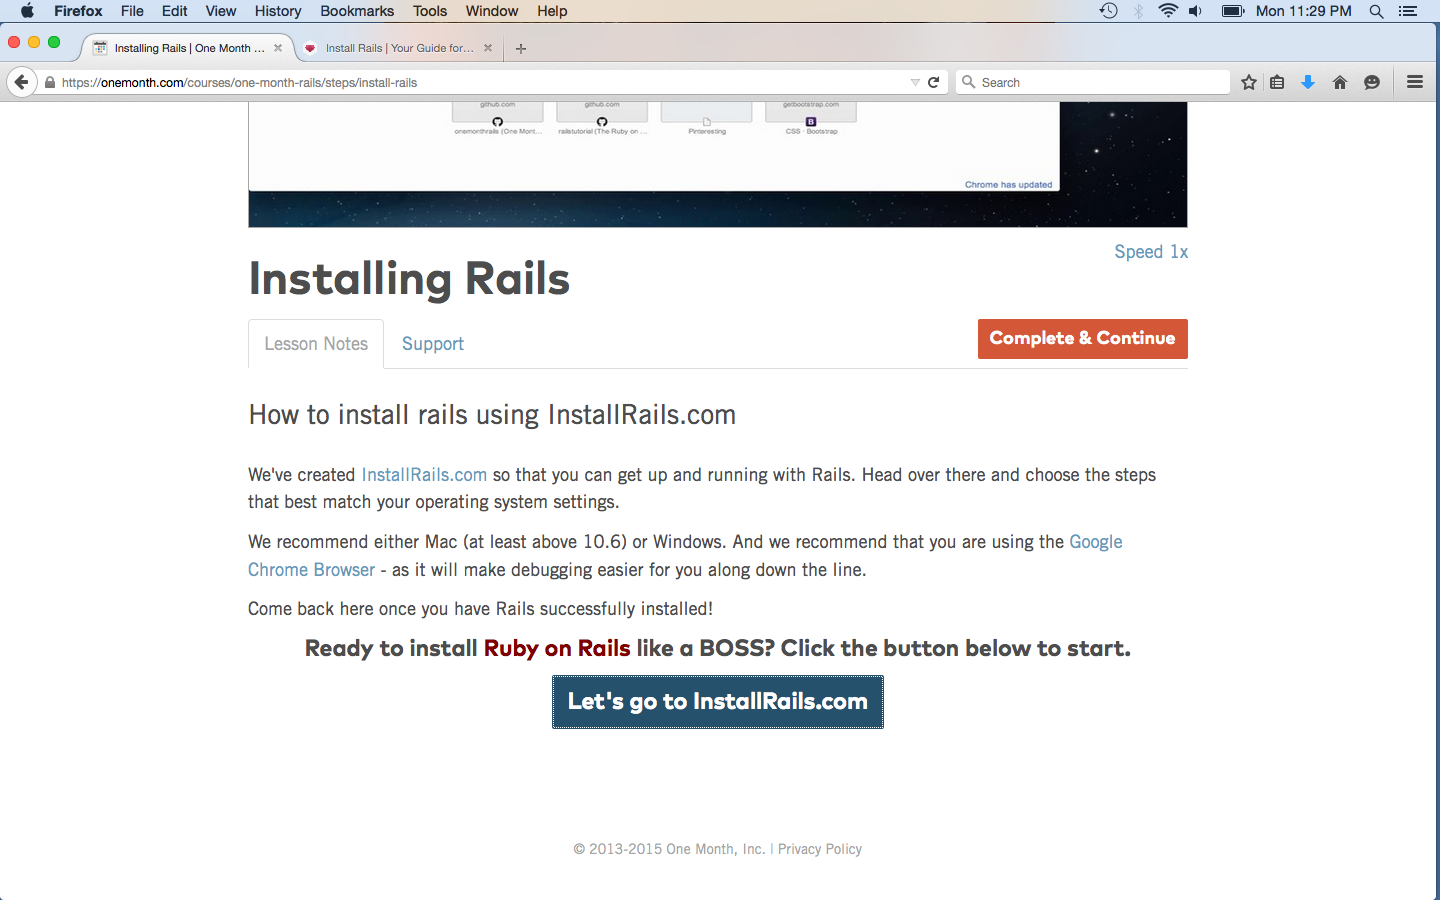 Firefox File Edit View History Bookmarks Tools Window Help Mon 11:29 PM
Installing Rails | One Month ... Install Rails | Your Guide for...
https://onemonth.com/courses/one-month-rails/steps/install-rails Search
github.com github.com getbootstrap.com
onemonthrails (One Mont... railstutorial (The Ruby on ... Pinteresting CSS · Bootstrap
Chrome has updated
Speed 1x
Installing Rails
Lesson Notes Support Complete & Continue
How to install rails using InstallRails.com
We've created InstallRails.com so that you can get up and running with Rails. Head over there and choose the steps
that best match your operating system settings.
We recommend either Mac (at least above 10.6) or Windows. And we recommend that you are using the Google
Chrome Browser - as it will make debugging easier for you along down the line.
Come back here once you have Rails successfully installed!
Ready to install Ruby on Rails like a BOSS? Click the button below to start.
Let's go to InstallRails.com
© 2013-2015 One Month, Inc. | Privacy Policy